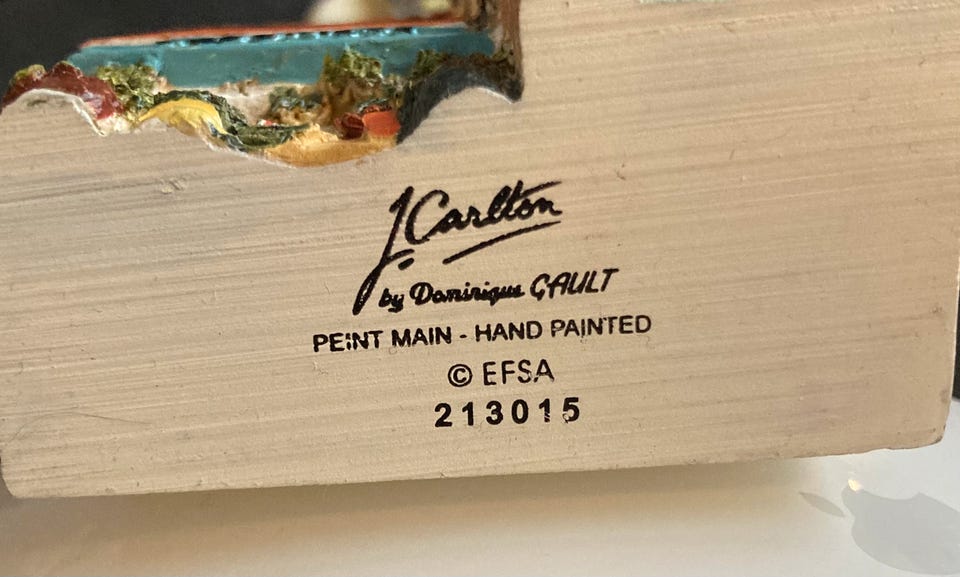 J. Carlton
by Dominique GAULT
PEINT MAIN - HAND PAINTED
© EFSA
213015